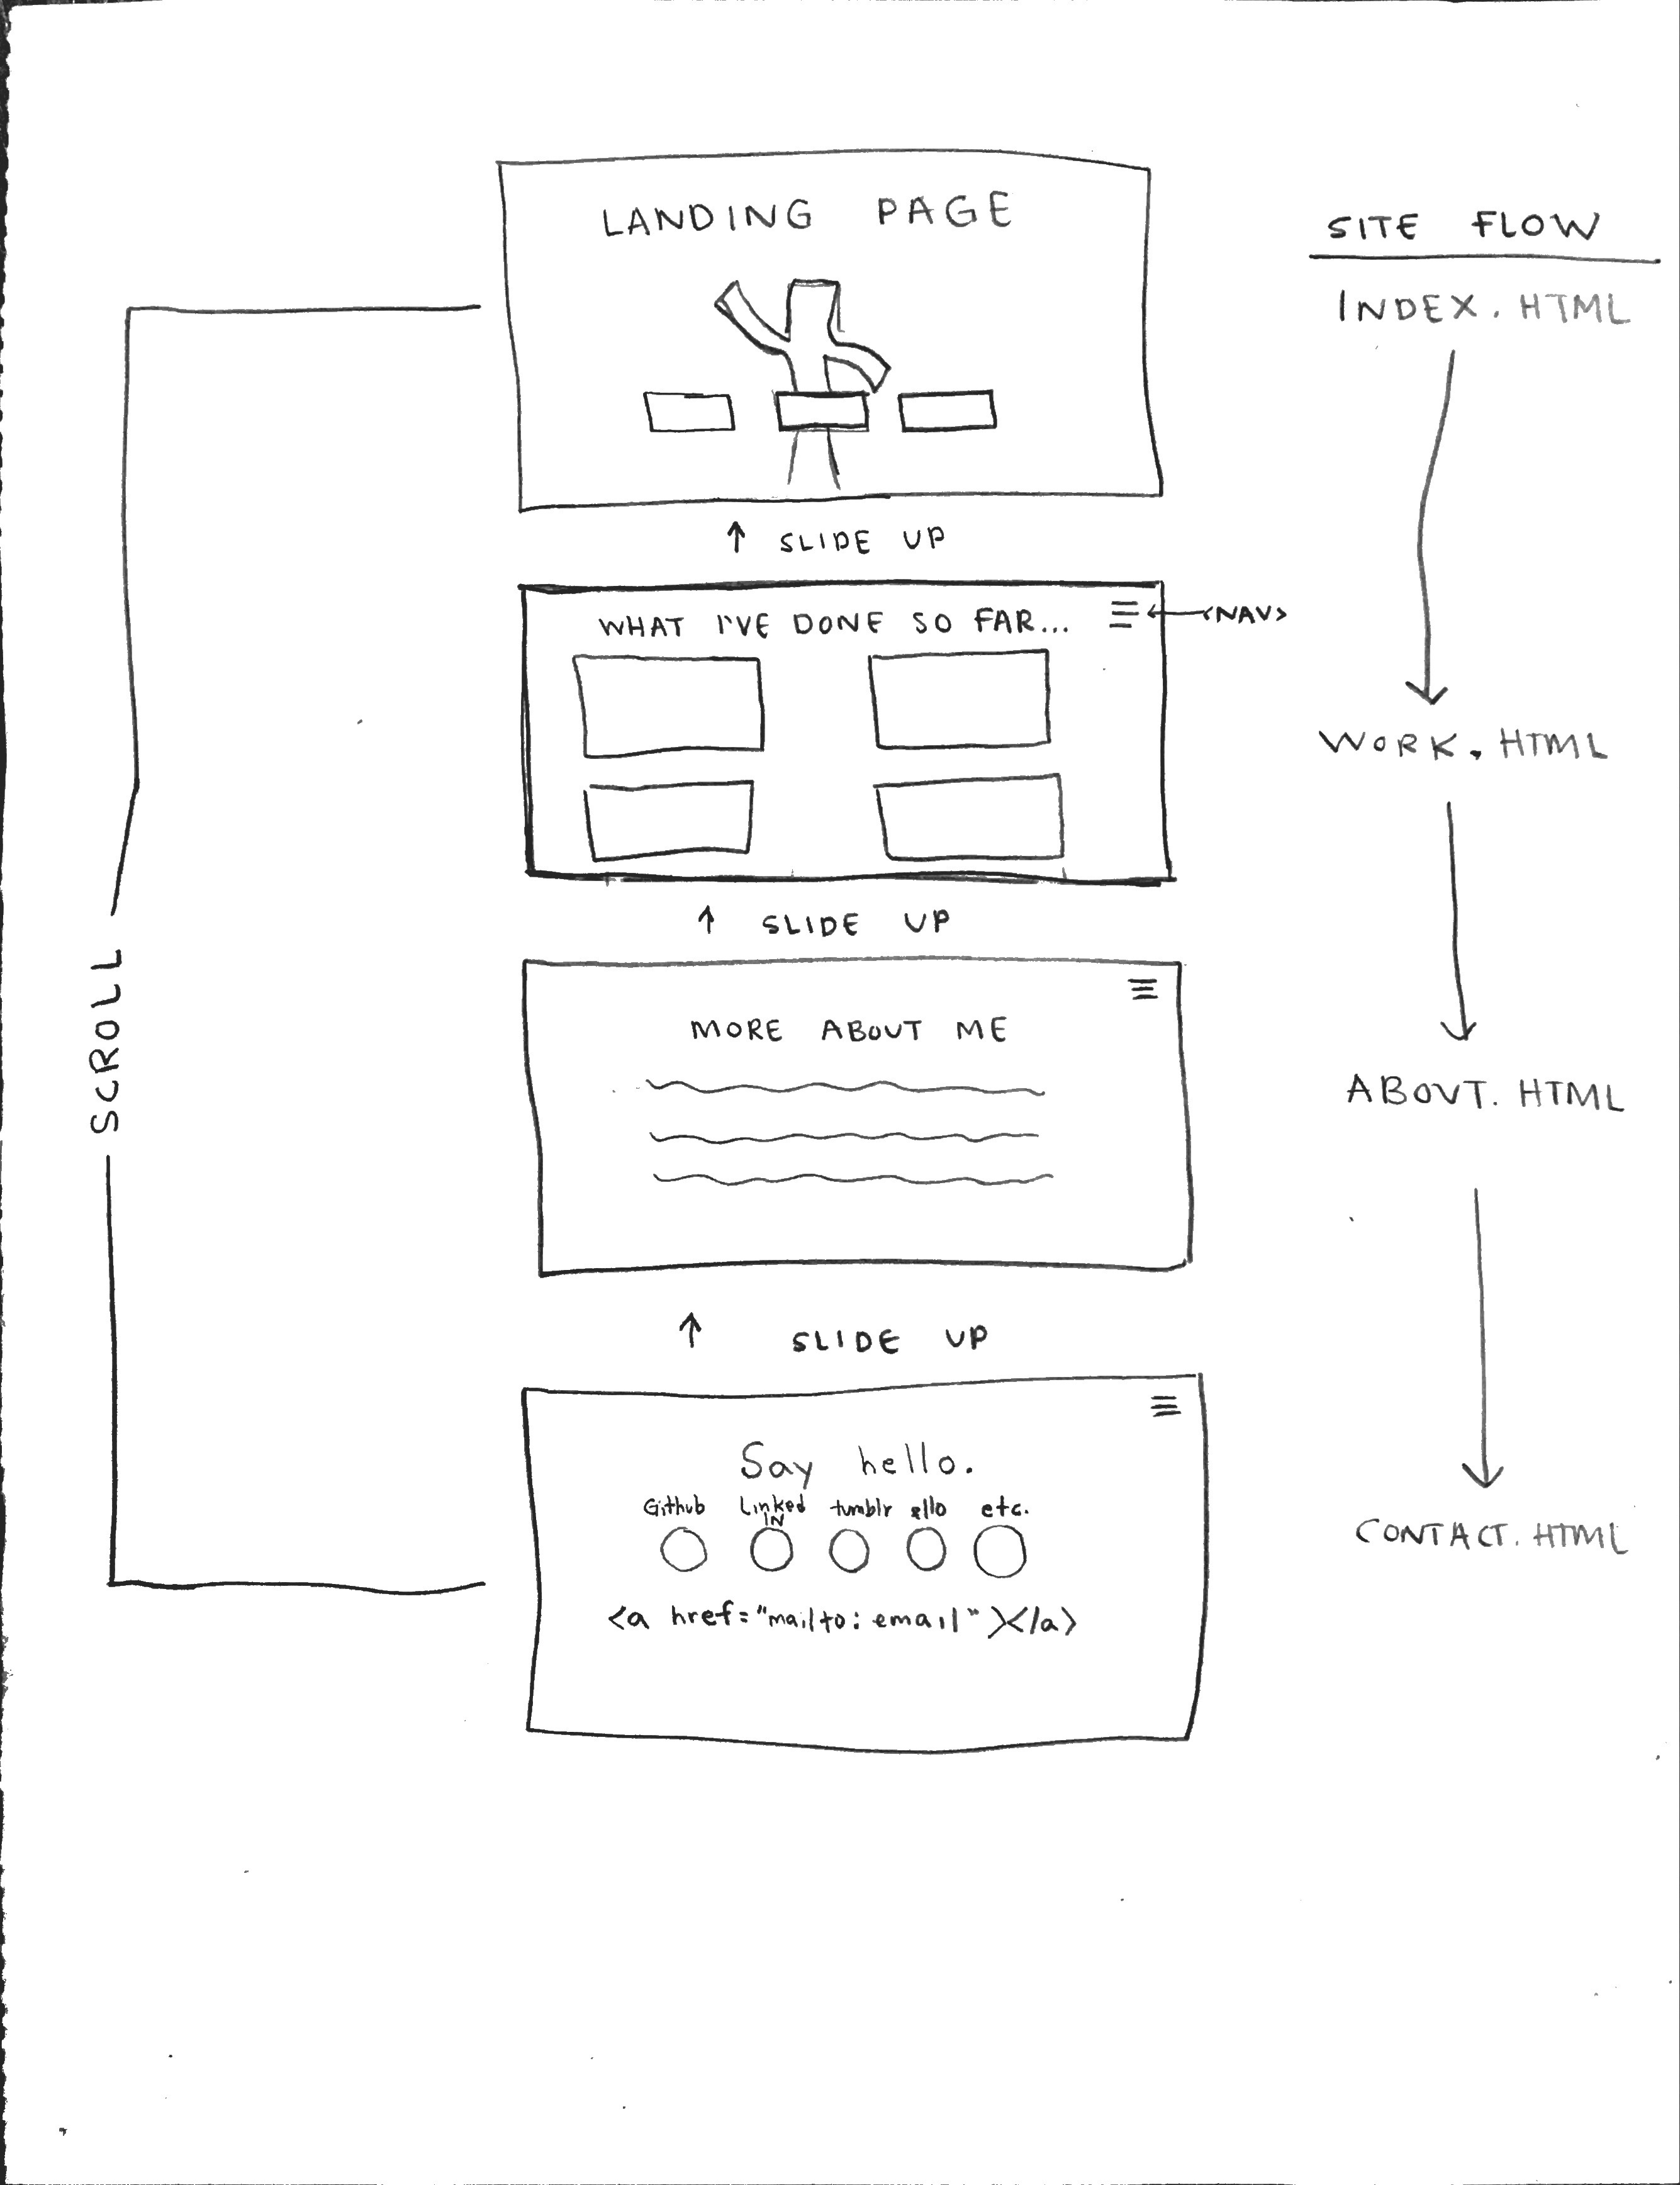 LANDING PAGE
SITE FLOW
INDEX.HTML
↑ SLIDE UP
WHAT I'VE DONE SO FAR...
<NAV>
WORK.HTML
↑ SLIDE UP
SCROLL
MORE ABOUT ME
ABOUT.HTML
↑ SLIDE UP
Say hello.
Github Linked IN tumblr ello etc.
CONTACT.HTML
<a href="mailto:email"></a>